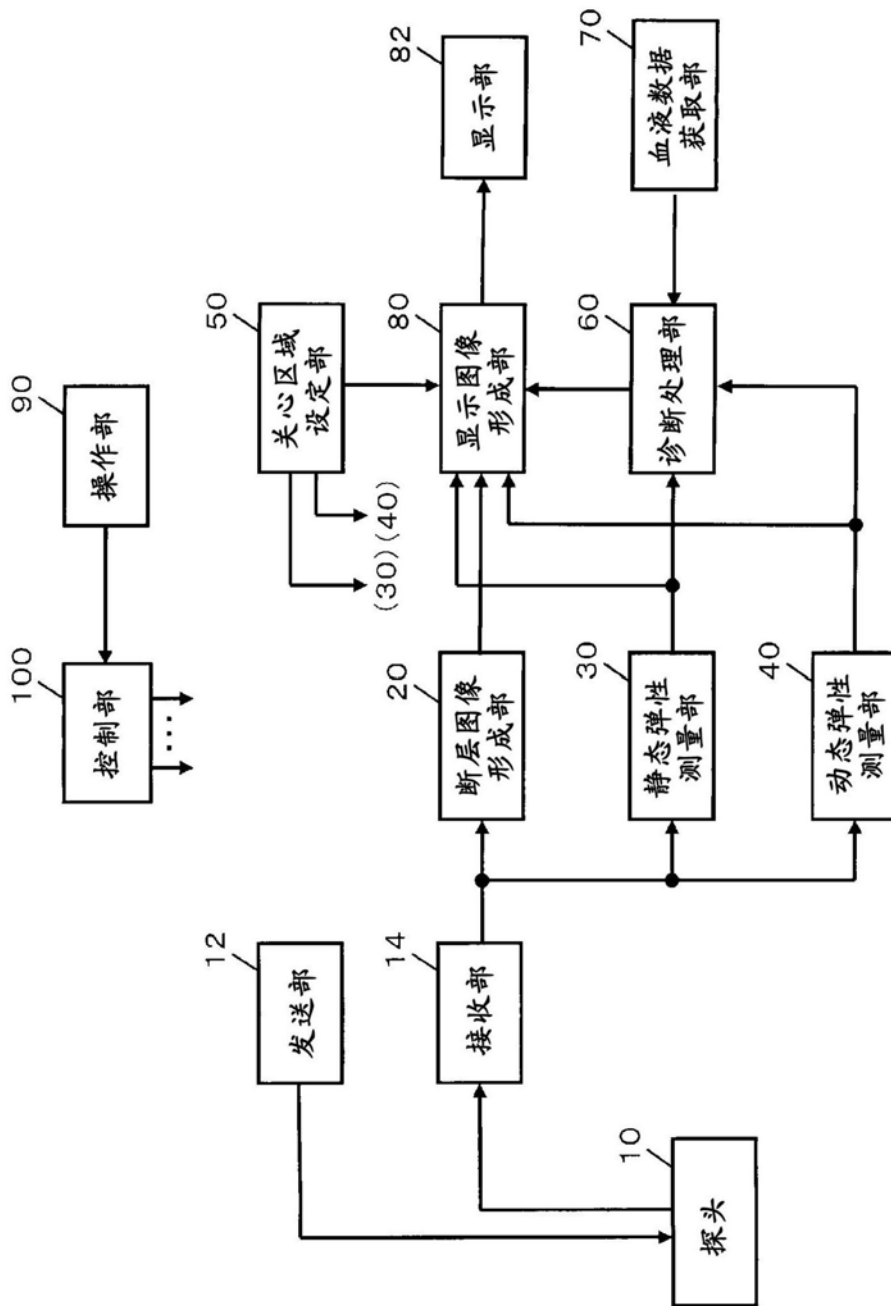 90
操作部
100
控制部
···
50
关心区域
设定部
(30)(40)
12
发送部
82
显示部
80
显示图像
形成部
20
断层图像
形成部
14
接收部
70
血液数据
获取部
60
诊断处理部
30
静态弹性
测量部
40
动态弹性
测量部
10
探头